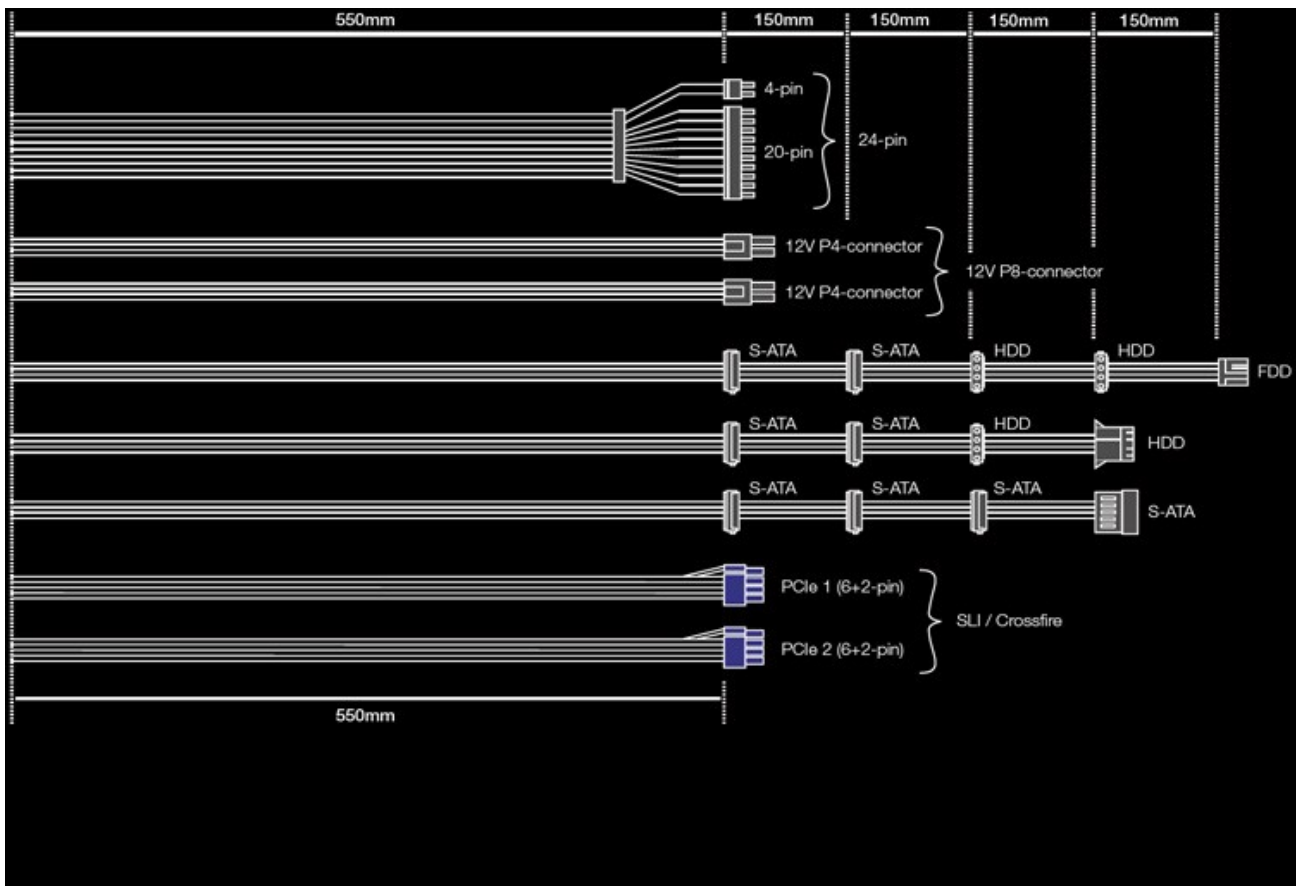 550mm 150mm 150mm 150mm 150mm
4-pin
20-pin
24-pin
12V P4-connector
12V P4-connector
12V P8-connector
S-ATA S-ATA HDD HDD
FDD
S-ATA S-ATA HDD
HDD
S-ATA S-ATA S-ATA
S-ATA
PCIe 1 (6+2-pin)
PCIe 2 (6+2-pin)
SLI / Crossfire
550mm